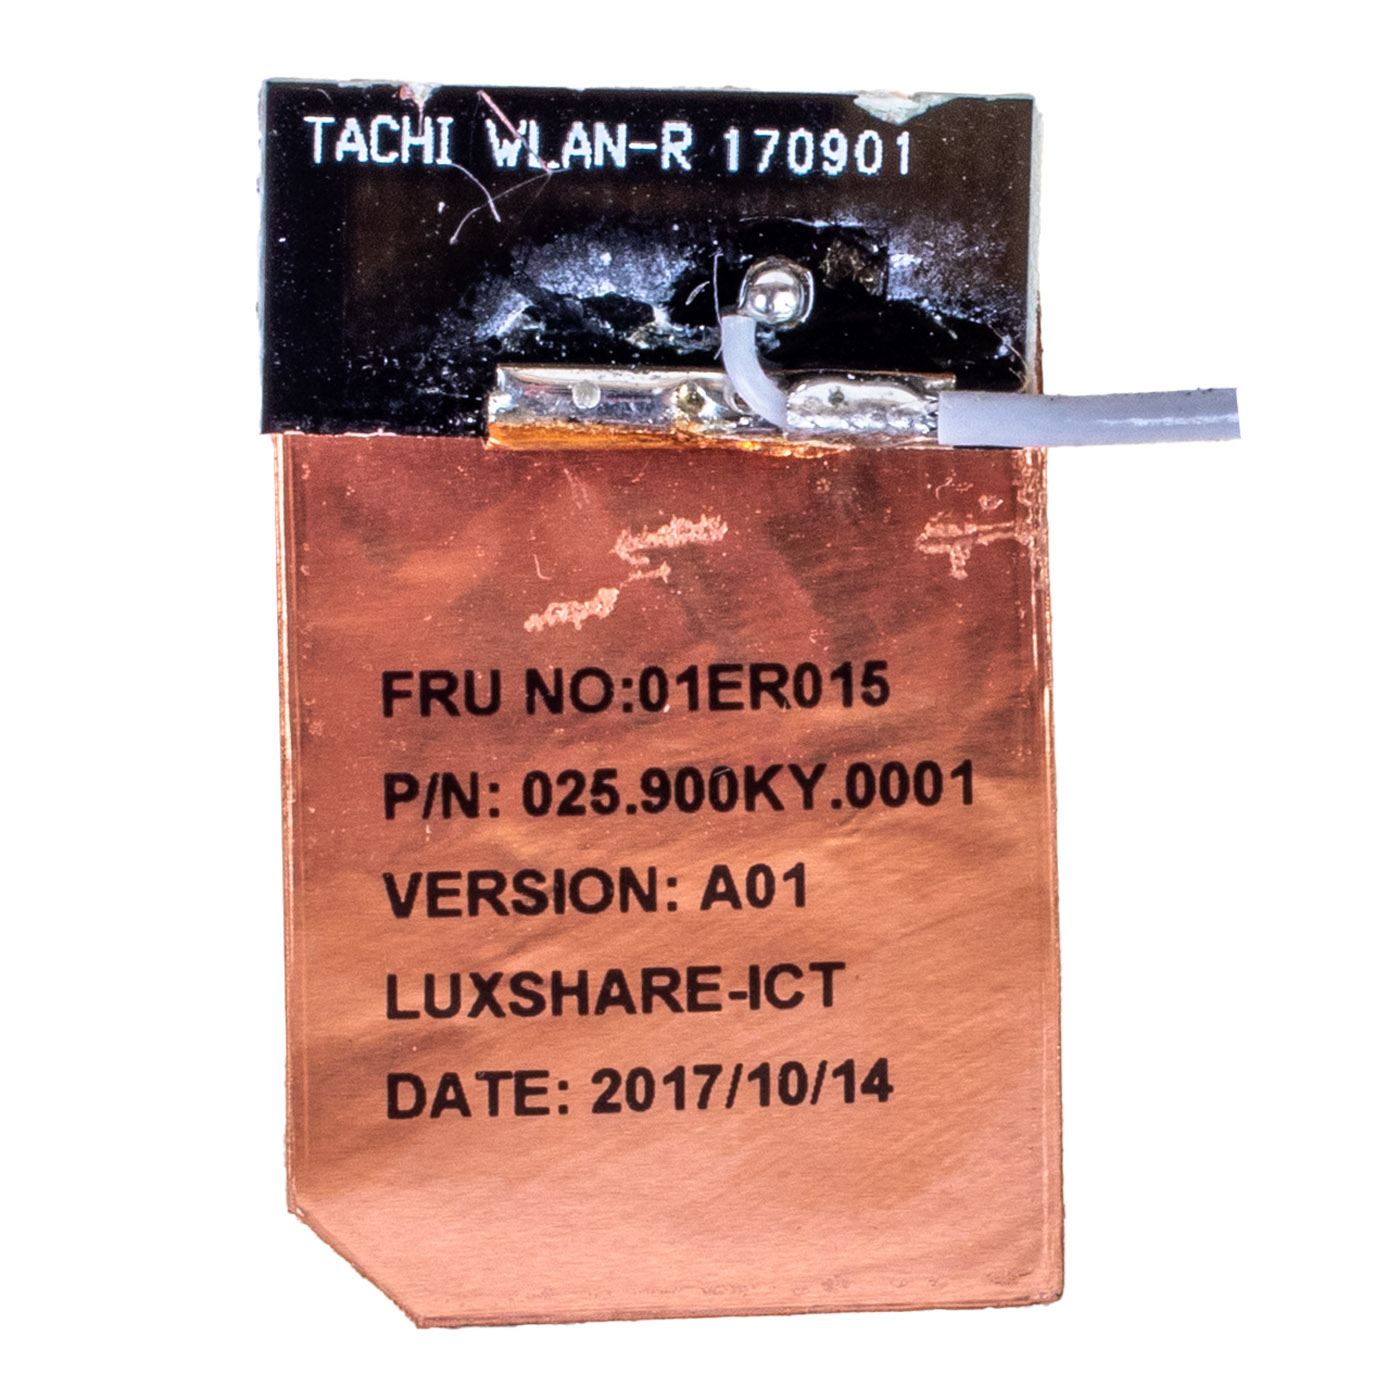 TACHI WLAN-R 170901
FRU NO:01ER015
P/N: 025.900KY.0001
VERSION: A01
LUXSHARE-ICT
DATE: 2017/10/14